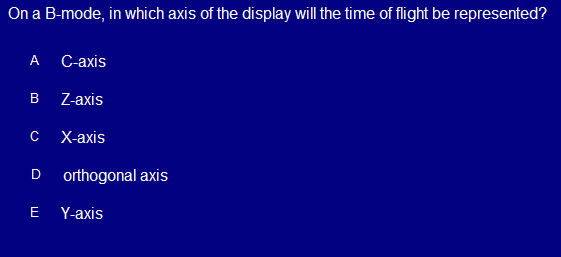 On a B-mode, in which axis of the display will the time of flight be represented?
A C-axis
B Z-axis
C X-axis
D orthogonal axis
E Y-axis